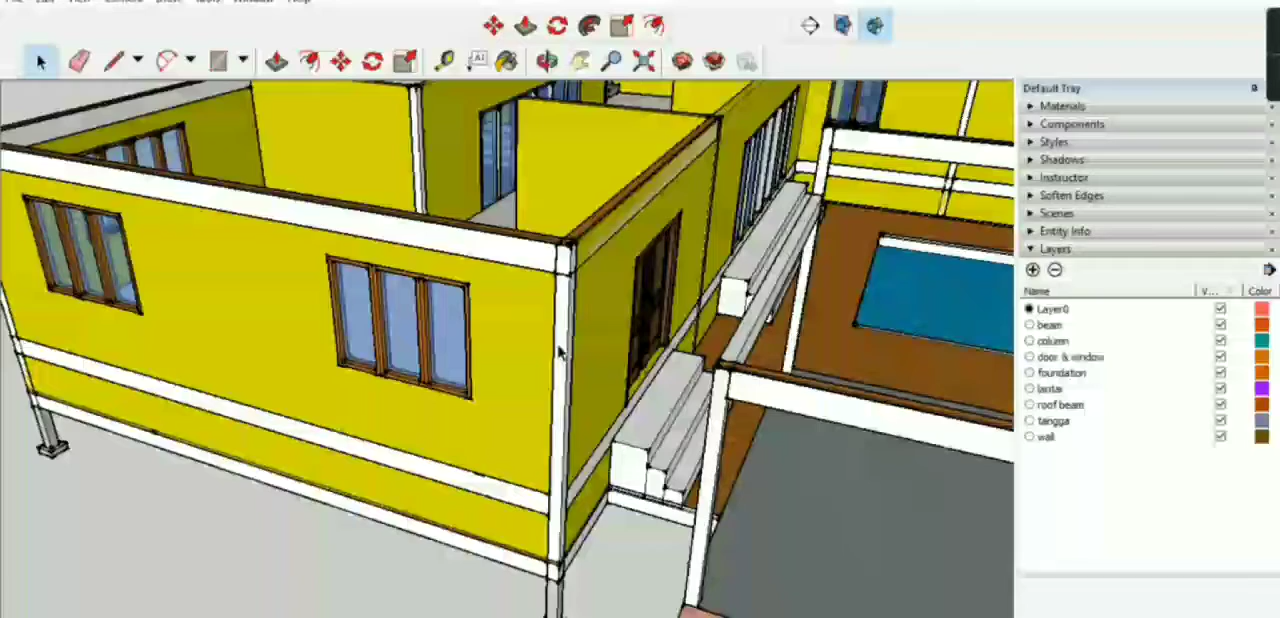 Default Tray
Materials
Components
Styles
Shadows
Instructor
Soften Edges
Scenes
Entity Info
Layers
Name V... Color
Layer0
beam
column
door & window
foundation
lantai
roof beam
tangga
wall